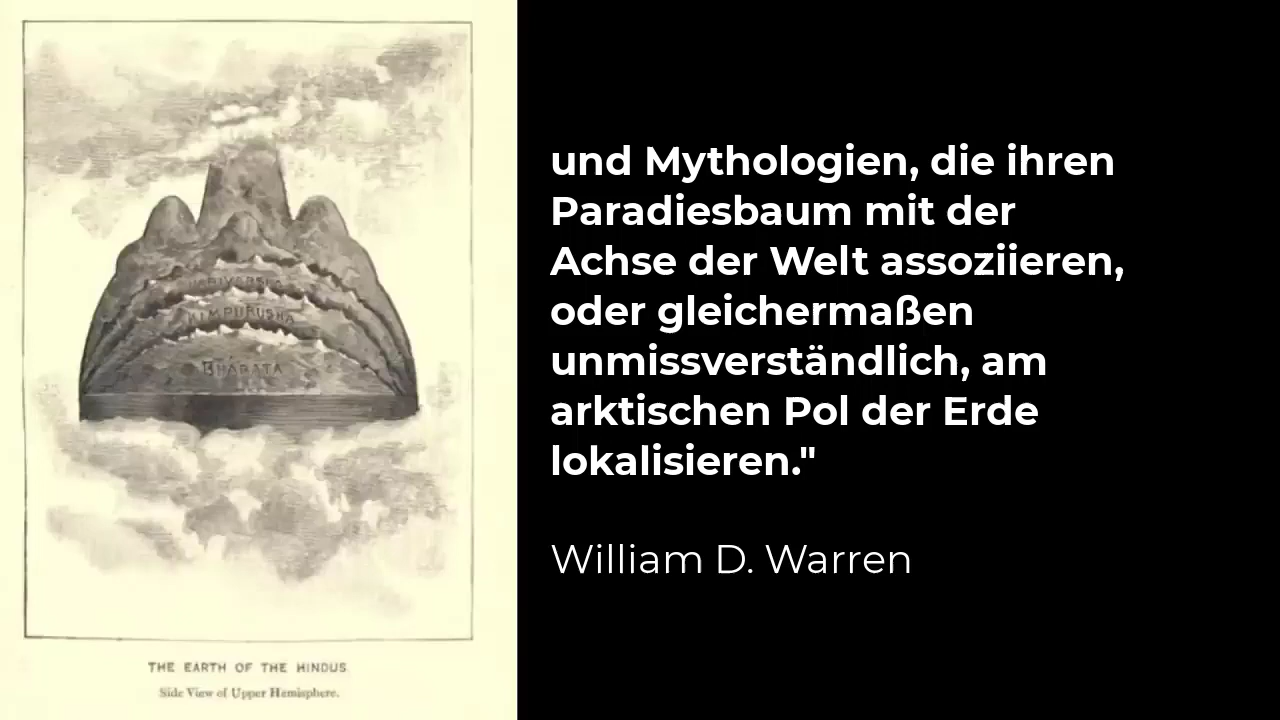 HARIVARSHA
KIMPURUSHA
BHARATA
THE EARTH OF THE HINDUS.
Side View of Upper Hemisphere.
und Mythologien, die ihren
Paradiesbaum mit der
Achse der Welt assoziieren,
oder gleichermaßen
unmissverständlich, am
arktischen Pol der Erde
lokalisieren."
William D. Warren